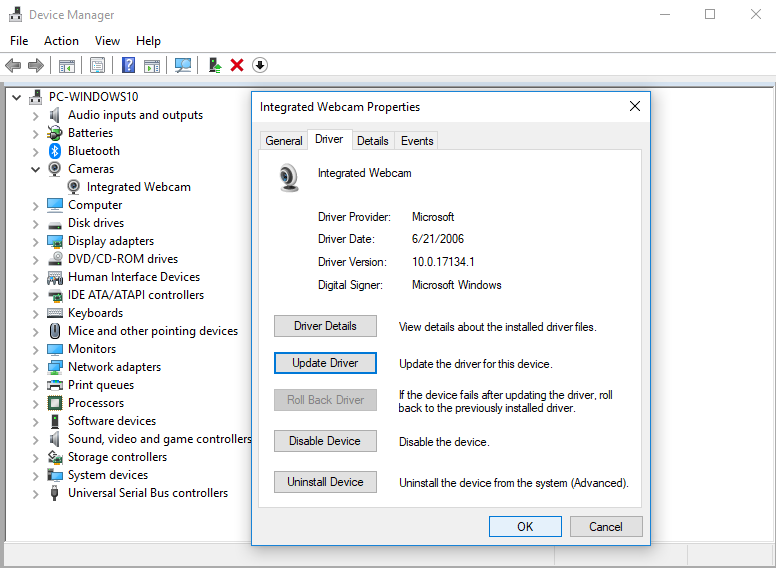 Device Manager
File Action View Help
PC-WINDOWS10
Audio inputs and outputs
Batteries
Bluetooth
Cameras
Integrated Webcam
Computer
Disk drives
Display adapters
DVD/CD-ROM drives
Human Interface Devices
IDE ATA/ATAPI controllers
Keyboards
Mice and other pointing devices
Monitors
Network adapters
Print queues
Processors
Software devices
Sound, video and game controllers
Storage controllers
System devices
Universal Serial Bus controllers
Integrated Webcam Properties
General Driver Details Events
Integrated Webcam
Driver Provider: Microsoft
Driver Date: 6/21/2006
Driver Version: 10.0.17134.1
Digital Signer: Microsoft Windows
Driver Details View details about the installed driver files.
Update Driver Update the driver for this device.
Roll Back Driver If the device fails after updating the driver, roll
back to the previously installed driver.
Disable Device Disable the device.
Uninstall Device Uninstall the device from the system (Advanced).
OK Cancel